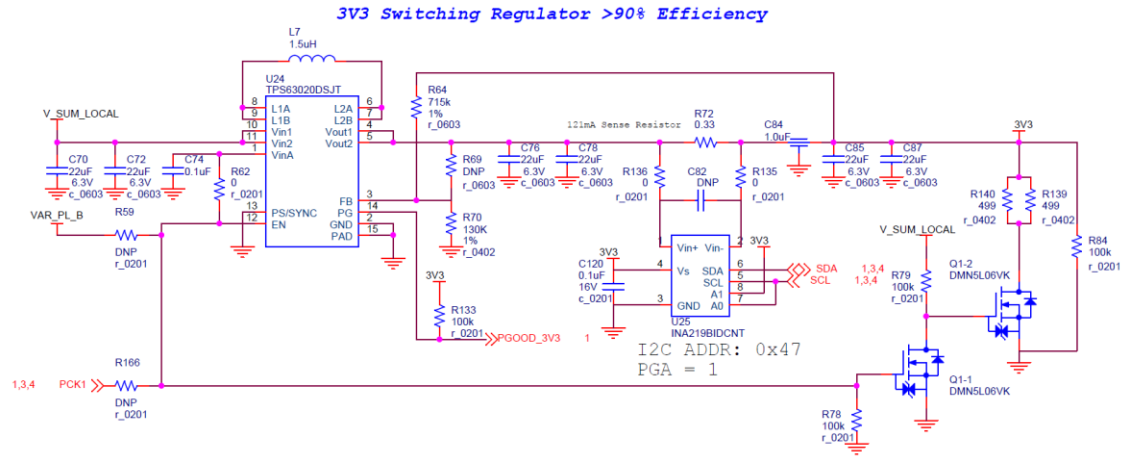 3V3 Switching Regulator >90% Efficiency
L7
1.5uH
U24
TPS63020DSJT
8 L1A L2A 6
9 L1B L2B 7
10 Vin1 Vout1 4
11 Vin2 Vout2 5
1 VinA
FB 3
13 PS/SYNC PG 14
12 EN GND 2
PAD 15
V_SUM_LOCAL
C70
22uF
6.3V
c_0603
C72
22uF
6.3V
c_0603
C74
0.1uF
R62
0
r_0201
VAR_PL_B
R59
DNP
r_0201
R64
715k
1%
r_0603
R69
DNP
r_0603
R70
130K
1%
r_0402
C76
22uF
6.3V
c_0603
C78
22uF
6.3V
c_0603
121mA Sense Resistor
R72
0.33
C84
1.0uF
R136
0
r_0201
C82
DNP
R135
0
r_0201
C85
22uF
6.3V
c_0603
C87
22uF
6.3V
c_0603
3V3
R140
499
r_0402
R139
499
r_0402
R84
100k
r_0201
3V3
R133
100k
r_0201
PGOOD_3V3 1
3V3
C120
0.1uF
16V
c_0201
1 Vin+ Vin- 2
4 Vs SDA 6
SCL 5
A1 8
3 GND A0 7
3V3
U25
INA219BIDCNT
SDA 1,3,4
SCL 1,3,4
I2C ADDR: 0x47
PGA = 1
V_SUM_LOCAL
R79
100k
r_0201
Q1-2
DMN5L06VK
Q1-1
DMN5L06VK
R78
100k
r_0201
1,3,4 PCK1
R166
DNP
r_0201